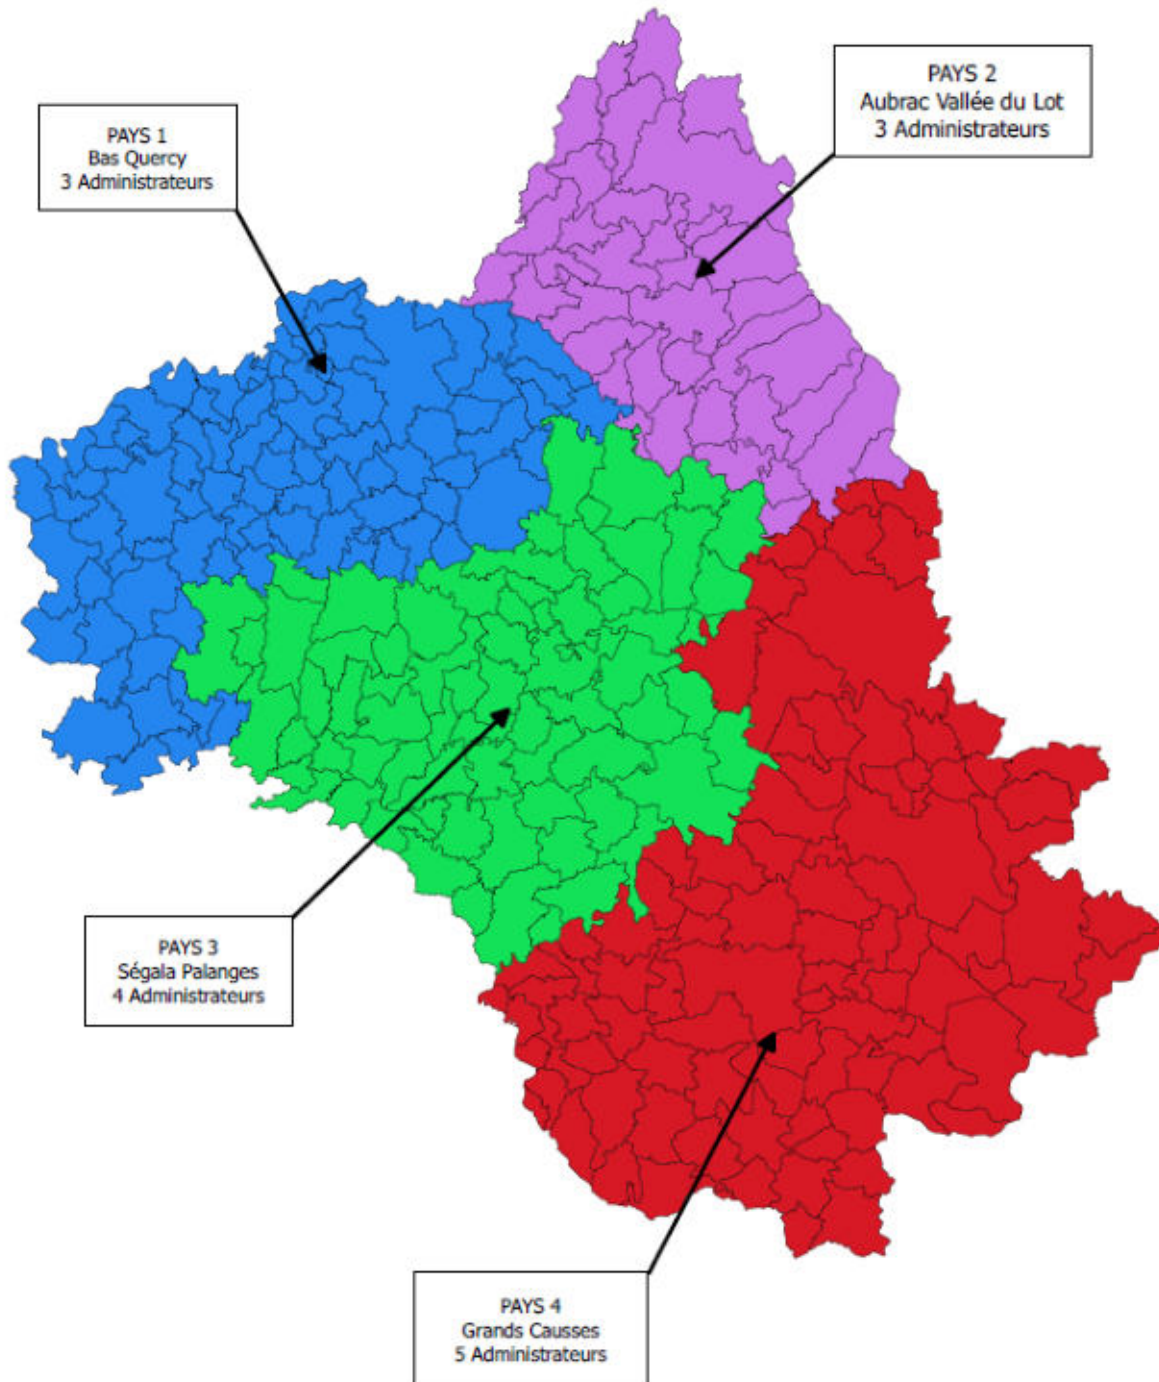 PAYS 1
Bas Quercy
3 Administrateurs
PAYS 2
Aubrac Vallée du Lot
3 Administrateurs
PAYS 3
Ségala Palanges
4 Administrateurs
PAYS 4
Grands Causses
5 Administrateurs